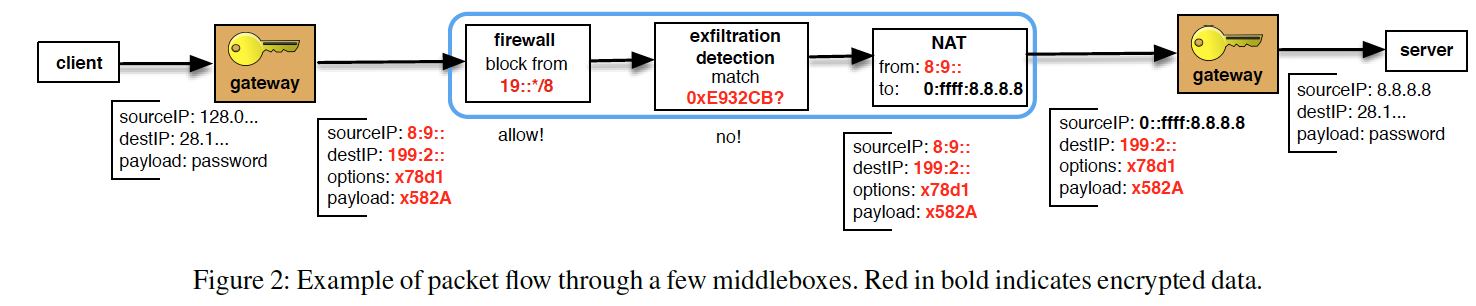 client
gateway
firewall
block from
19::*/8
exfiltration
detection
match
0xE932CB?
NAT
from: 8:9::
to: 0:ffff:8.8.8.8
gateway
server
sourceIP: 128.0...
destIP: 28.1...
payload: password
sourceIP: 8:9::
destIP: 199:2::
options: x78d1
payload: x582A
allow!
no!
sourceIP: 8:9::
destIP: 199:2::
options: x78d1
payload: x582A
sourceIP: 0::ffff:8.8.8.8
destIP: 199:2::
options: x78d1
payload: x582A
sourceIP: 8.8.8.8
destIP: 28.1...
payload: password
Figure 2: Example of packet flow through a few middleboxes. Red in bold indicates encrypted data.